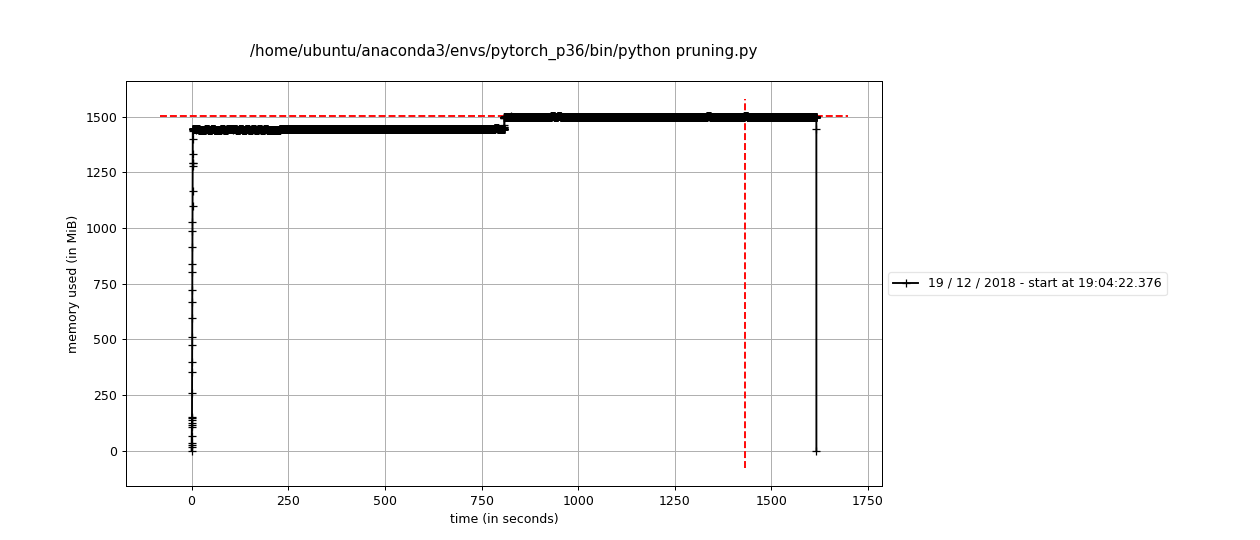 /home/ubuntu/anaconda3/envs/pytorch_p36/bin/python pruning.py
1500
1250
1000
750
500
250
0
memory used (in MiB)
0 250 500 750 1000 1250 1500 1750
time (in seconds)
19 / 12 / 2018 - start at 19:04:22.376